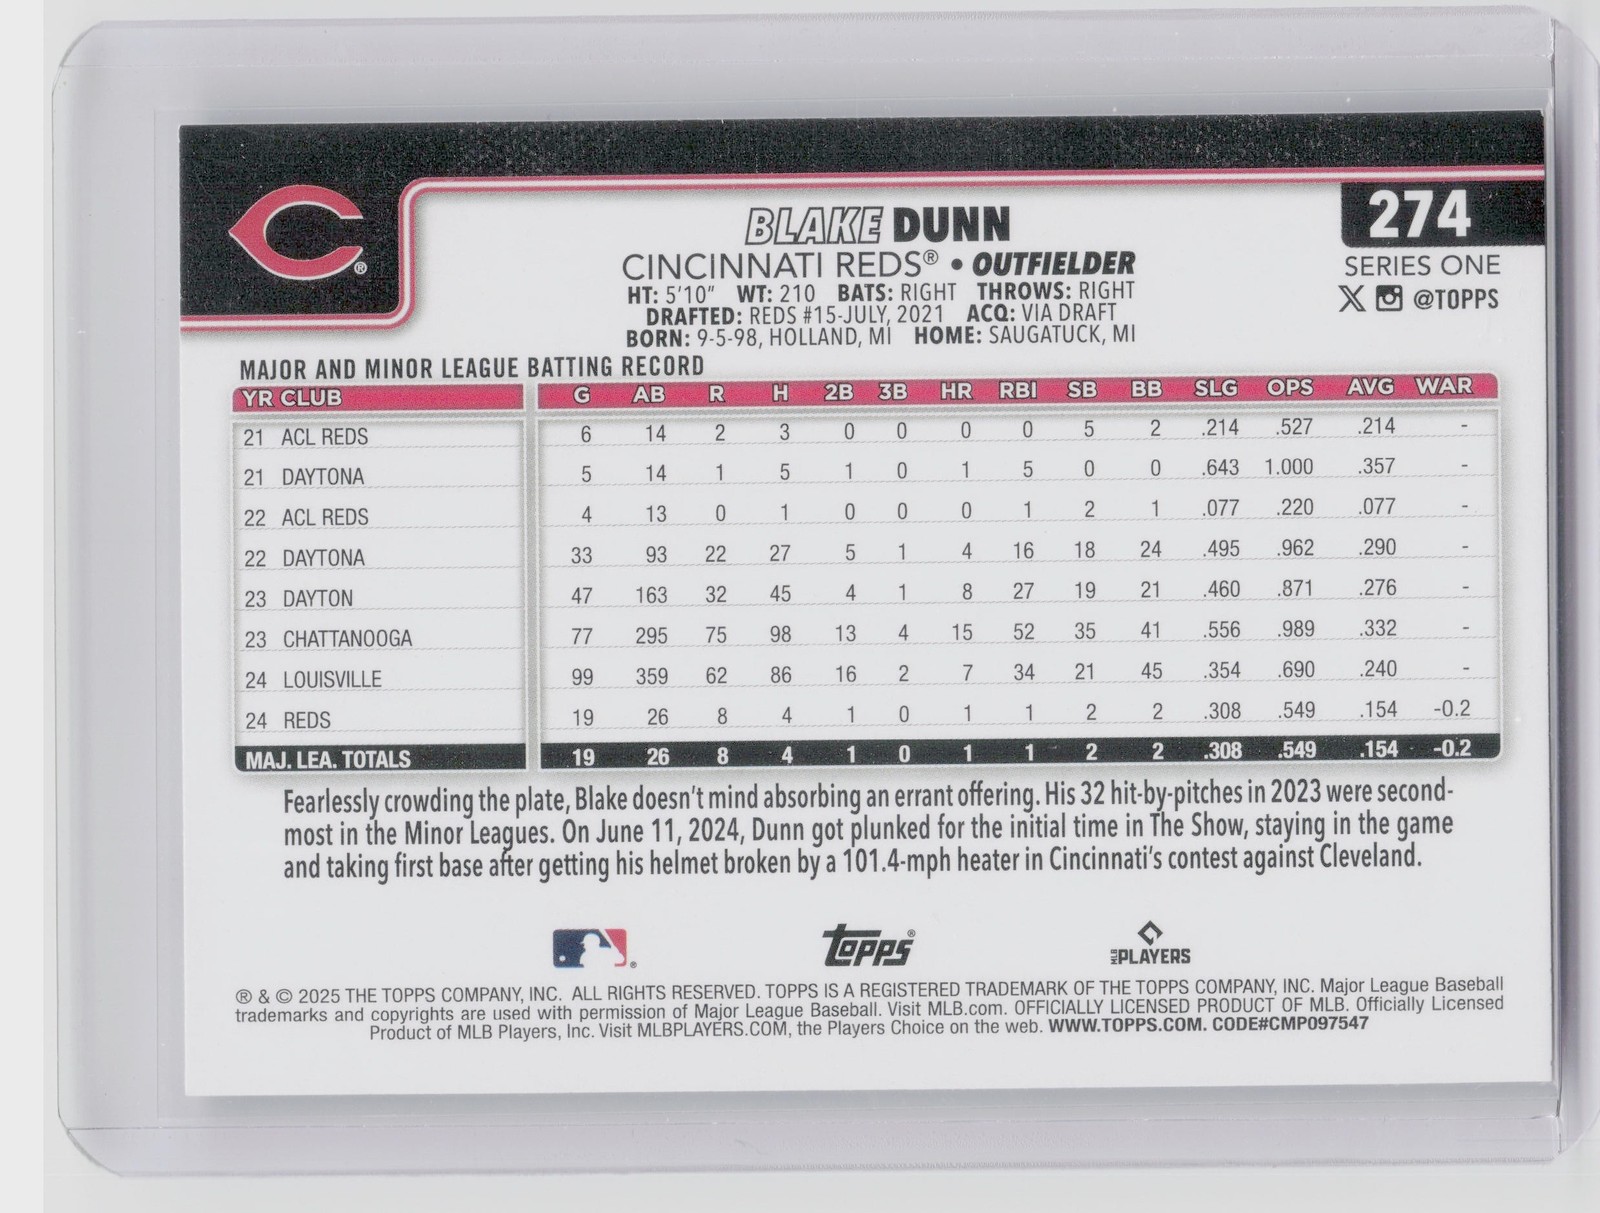 BLAKE DUNN
274
CINCINNATI REDS® • OUTFIELDER
SERIES ONE
HT: 5'10" WT: 210 BATS: RIGHT THROWS: RIGHT
@TOPPS
DRAFTED: REDS #15-JULY, 2021 ACQ: VIA DRAFT
BORN: 9-5-98, HOLLAND, MI HOME: SAUGATUCK, MI
MAJOR AND MINOR LEAGUE BATTING RECORD
YR CLUB G AB R H 2B 3B HR RBI SB BB SLG OPS AVG WAR
21 ACL REDS 6 14 2 3 0 0 0 0 5 2 .214 .527 .214 -
21 DAYTONA 5 14 1 5 1 0 1 5 0 0 .643 1.000 .357 -
22 ACL REDS 4 13 0 1 0 0 0 1 2 1 .077 .220 .077 -
22 DAYTONA 33 93 22 27 5 1 4 16 18 24 .495 .962 .290 -
23 DAYTON 47 163 32 45 4 1 8 27 19 21 .460 .871 .276 -
23 CHATTANOOGA 77 295 75 98 13 4 15 52 35 41 .556 .989 .332 -
24 LOUISVILLE 99 359 62 86 16 2 7 34 21 45 .354 .690 .240 -
24 REDS 19 26 8 4 1 0 1 1 2 2 .308 .549 .154 -0.2
MAJ. LEA. TOTALS 19 26 8 4 1 0 1 1 2 2 .308 .549 .154 -0.2
Fearlessly crowding the plate, Blake doesn't mind absorbing an errant offering. His 32 hit-by-pitches in 2023 were second-
most in the Minor Leagues. On June 11, 2024, Dunn got plunked for the initial time in The Show, staying in the game
and taking first base after getting his helmet broken by a 101.4-mph heater in Cincinnati's contest against Cleveland.
Topps®
MLB PLAYERS
® & © 2025 THE TOPPS COMPANY, INC. ALL RIGHTS RESERVED. TOPPS IS A REGISTERED TRADEMARK OF THE TOPPS COMPANY, INC. Major League Baseball
trademarks and copyrights are used with permission of Major League Baseball. Visit MLB.com. OFFICIALLY LICENSED PRODUCT OF MLB. Officially Licensed
Product of MLB Players, Inc. Visit MLBPLAYERS.COM, the Players Choice on the web. WWW.TOPPS.COM. CODE#CMP097547